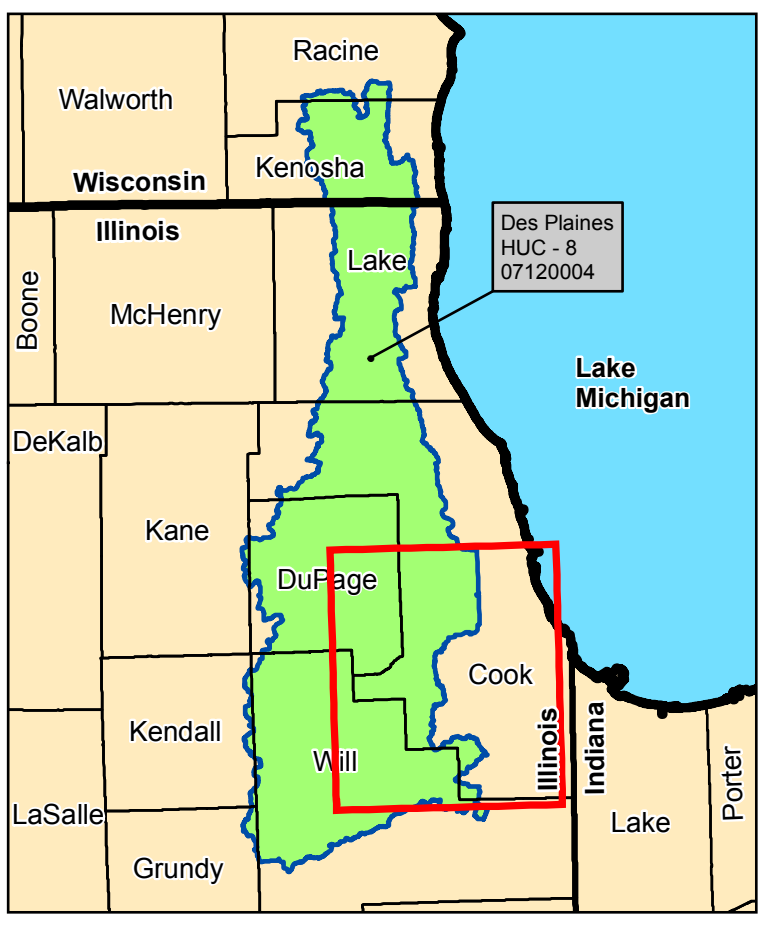 Racine
Walworth
Kenosha
Wisconsin
Illinois
Des Plaines
HUC - 8
07120004
Lake
Boone
McHenry
Lake
Michigan
DeKalb
Kane
DuPage
Cook
Kendall
Will
Illinois
Indiana
LaSalle
Lake
Porter
Grundy